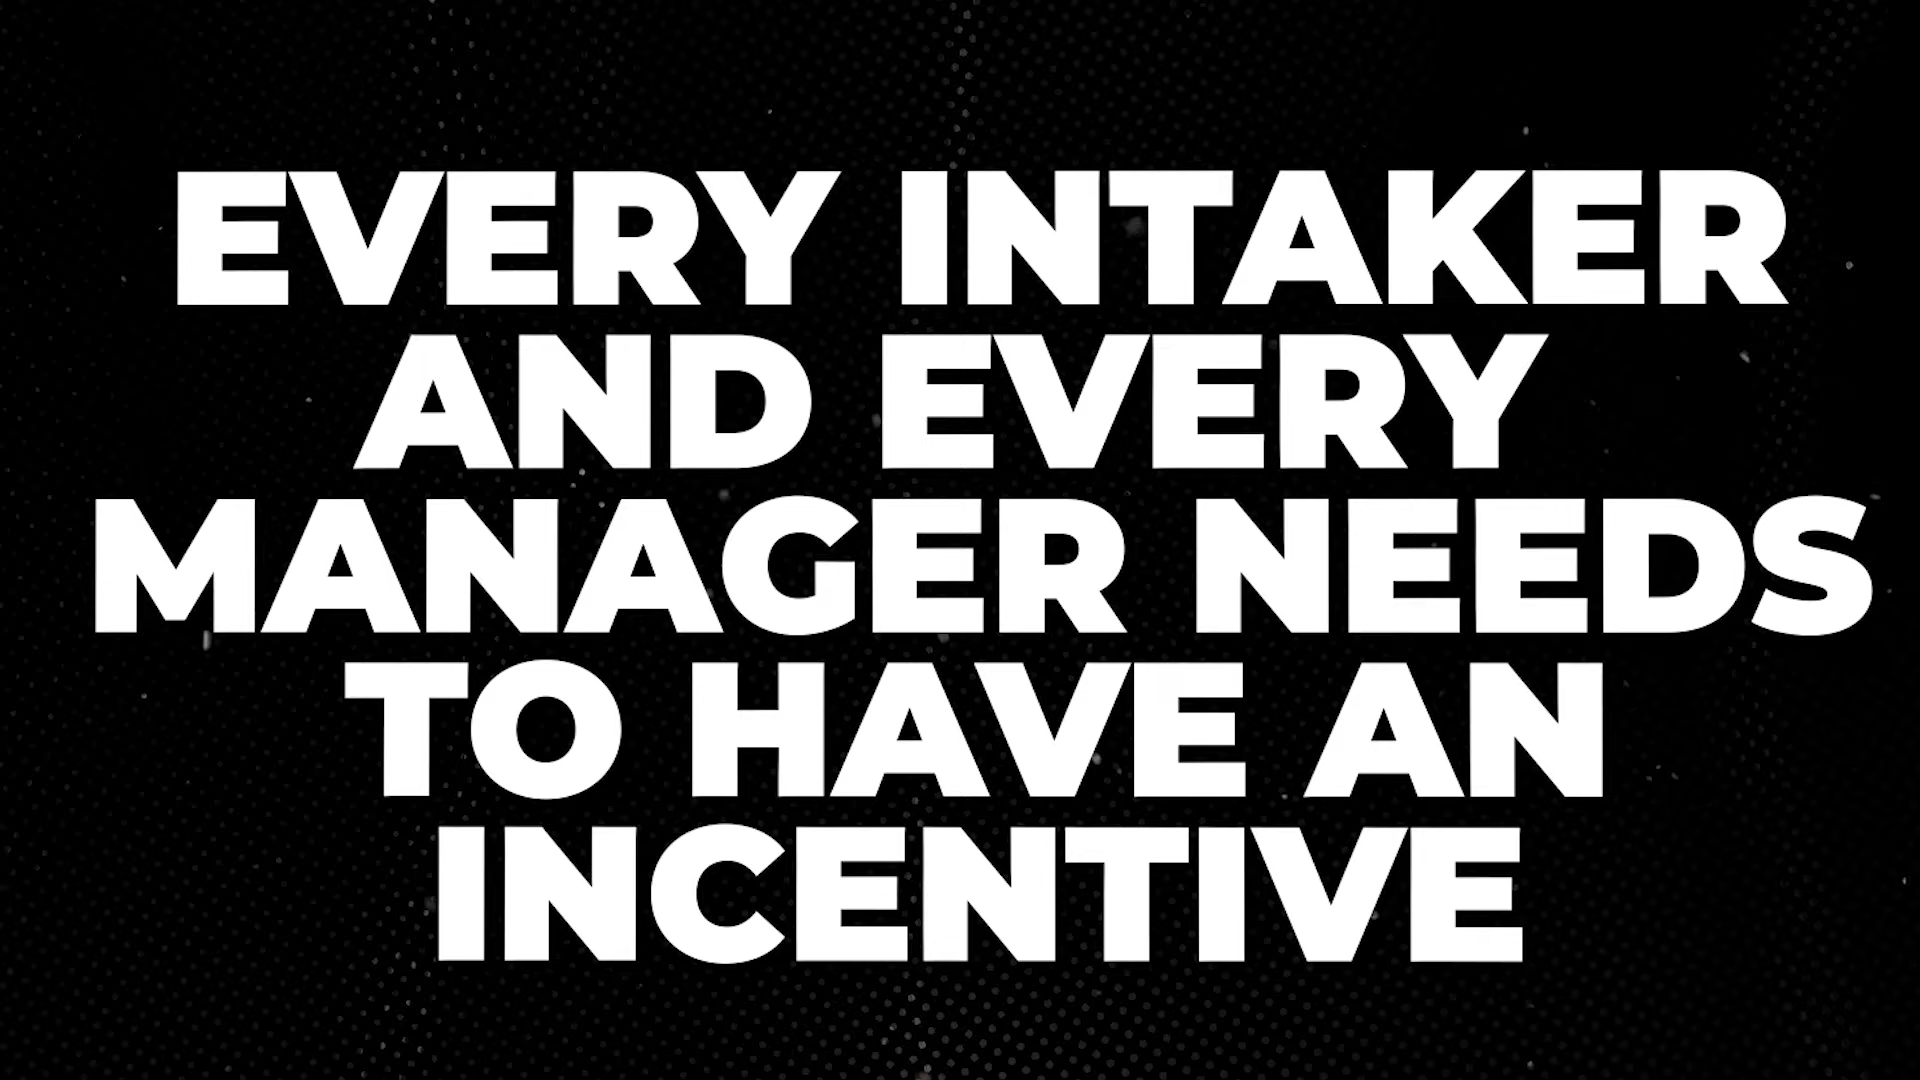 EVERY INTAKER
AND EVERY
MANAGER NEEDS
TO HAVE AN
INCENTIVE